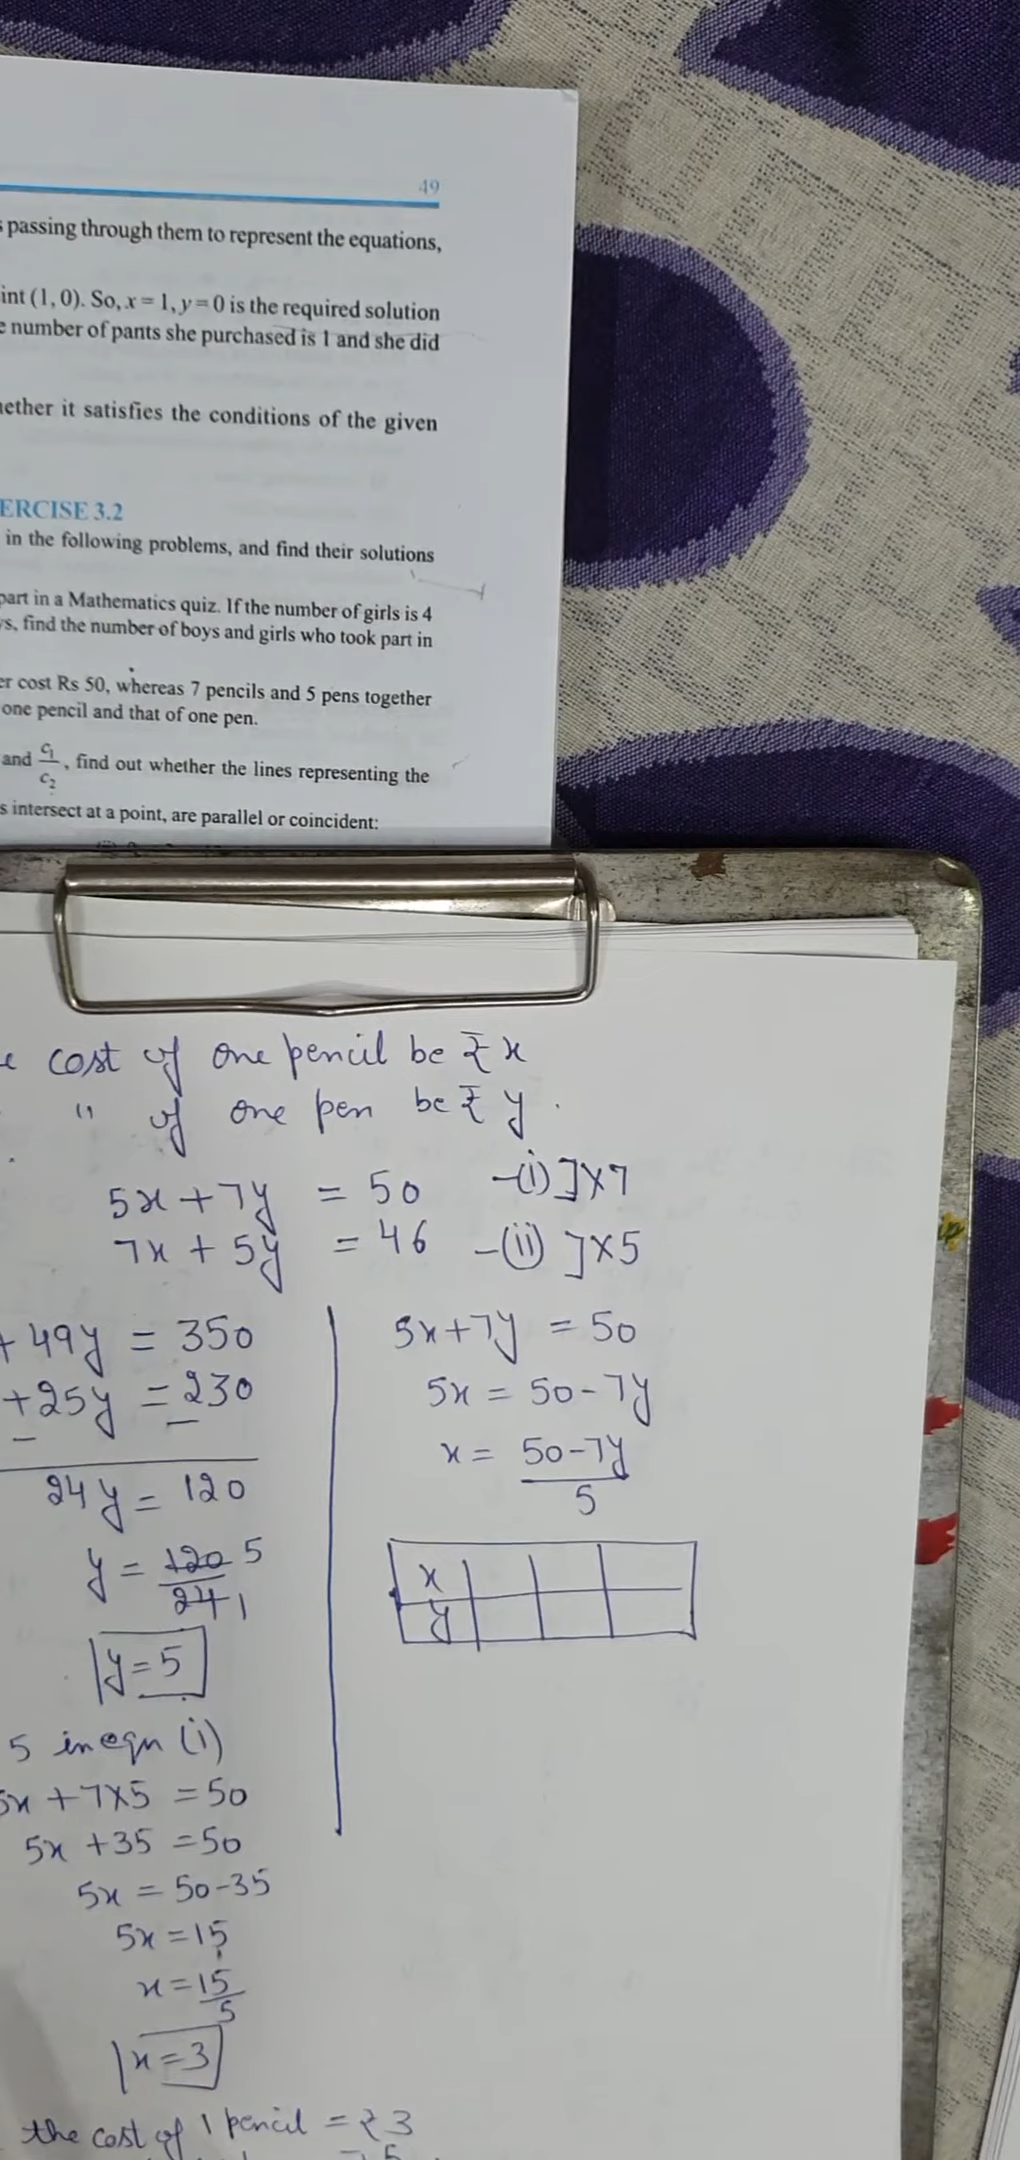 49
passing through them to represent the equations,
int (1, 0). So, x = 1, y = 0 is the required solution
number of pants she purchased is 1 and she did
ether it satisfies the conditions of the given
ERCISE 3.2
in the following problems, and find their solutions
part in a Mathematics quiz. If the number of girls is 4
s, find the number of boys and girls who took part in
er cost Rs 50, whereas 7 pencils and 5 pens together
one pencil and that of one pen.
and c₁/c₂, find out whether the lines representing the
s intersect at a point, are parallel or coincident:
cost of one pencil be ₹ x
" of one pen be ₹ y.
5x + 7y = 50 -(i) ]×7
7x + 5y = 46 -(ii) ]×5
+ 49y = 350
+25y = 230
24y = 120
y = 120/24 5 1
y = 5
5 in eqn (i)
5x + 7×5 = 50
5x + 35 = 50
5x = 50-35
5x = 15
x = 15/5
x = 3
5x+7y = 50
5x = 50-7y
x = 50-7y/5
x
y
the cost of 1 pencil = ₹3